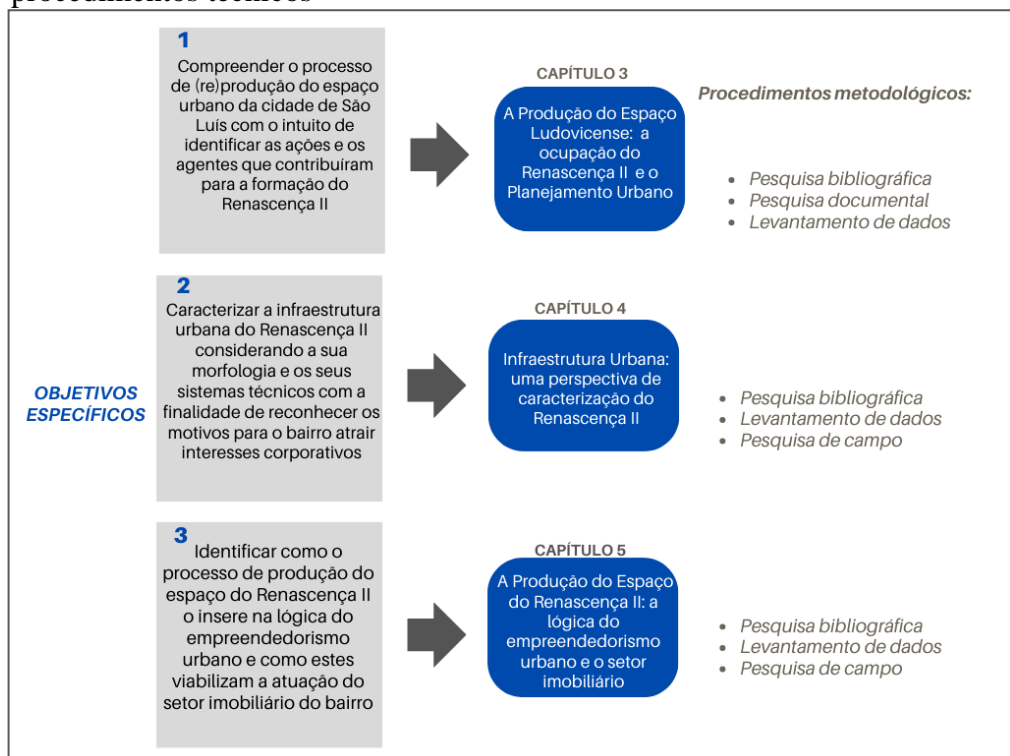 procedimentos técnicos
1
Compreender o processo
de (re)produção do espaço
urbano da cidade de São
Luís com o intuito de
identificar as ações e os
agentes que contribuíram
para a formação do
Renascença II
CAPÍTULO 3
A Produção do Espaço
Ludovicense: a
ocupação do
Renascença II e o
Planejamento Urbano
Procedimentos metodológicos:
• Pesquisa bibliográfica
• Pesquisa documental
• Levantamento de dados
OBJETIVOS
ESPECÍFICOS
2
Caracterizar a infraestrutura
urbana do Renascença II
considerando a sua
morfologia e os seus
sistemas técnicos com a
finalidade de reconhecer os
motivos para o bairro atrair
interesses corporativos
CAPÍTULO 4
Infraestrutura Urbana:
uma perspectiva de
caracterização do
Renascença II
• Pesquisa bibliográfica
• Levantamento de dados
• Pesquisa de campo
3
Identificar como o
processo de produção do
espaço do Renascença II
o insere na lógica do
empreendedorismo
urbano e como estes
viabilizam a atuação do
setor imobiliário do bairro
CAPÍTULO 5
A Produção do Espaço
do Renascença II: a
lógica do
empreendedorismo
urbano e o setor
imobiliário
• Pesquisa bibliográfica
• Levantamento de dados
• Pesquisa de campo